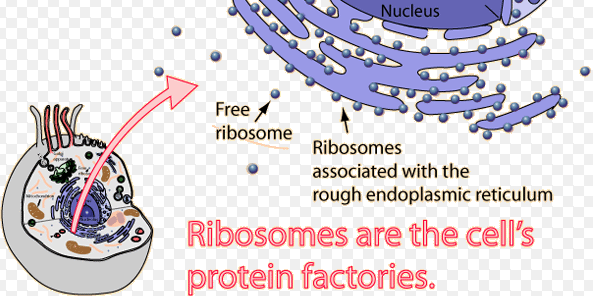 Nucleus
Free
ribosome
Ribosomes
associated with the
rough endoplasmic reticulum
Ribosomes are the cell's
protein factories.